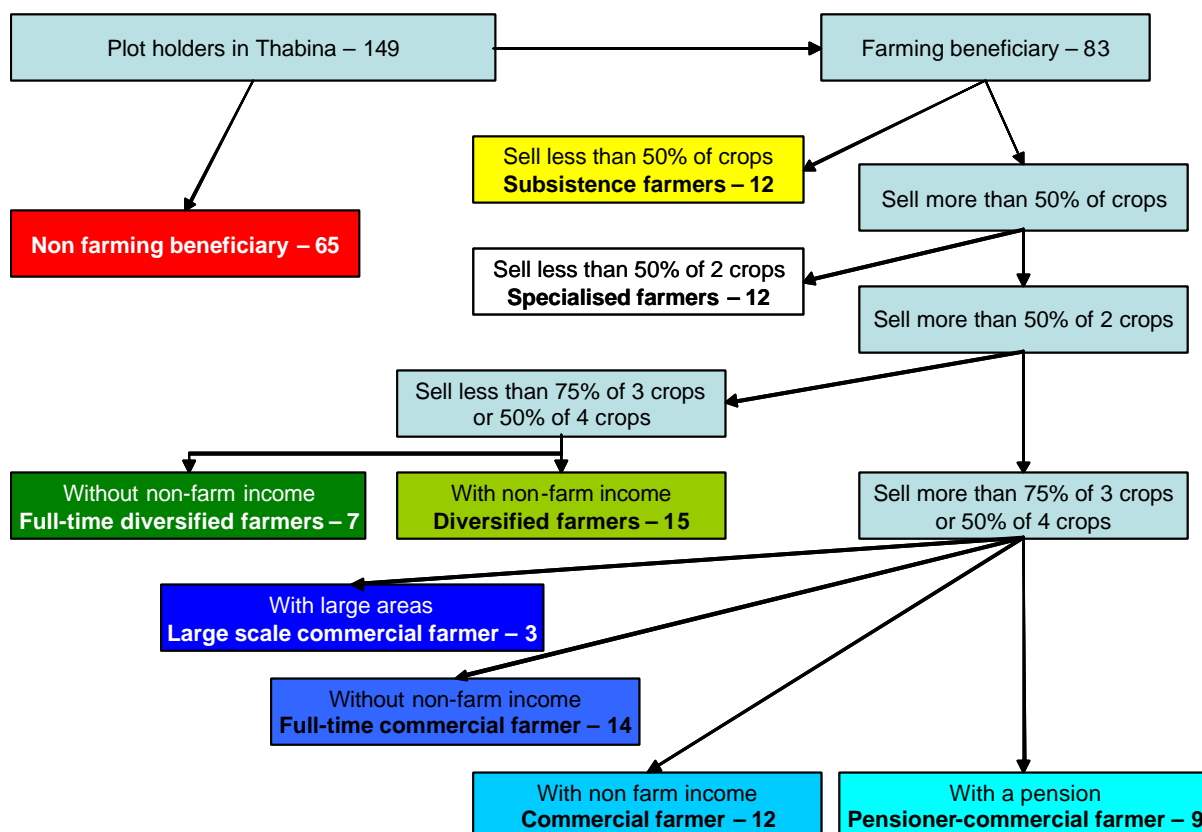 Plot holders in Thabina – 149
Farming beneficiary – 83
Sell less than 50% of crops
Subsistence farmers – 12
Sell more than 50% of crops
Non farming beneficiary – 65
Sell less than 50% of 2 crops
Specialised farmers – 12
Sell more than 50% of 2 crops
Sell less than 75% of 3 crops
or 50% of 4 crops
Without non-farm income
Full-time diversified farmers – 7
With non-farm income
Diversified farmers – 15
Sell more than 75% of 3 crops
or 50% of 4 crops
With large areas
Large scale commercial farmer – 3
Without non-farm income
Full-time commercial farmer – 14
With non farm income
Commercial farmer – 12
With a pension
Pensioner-commercial farmer – 9